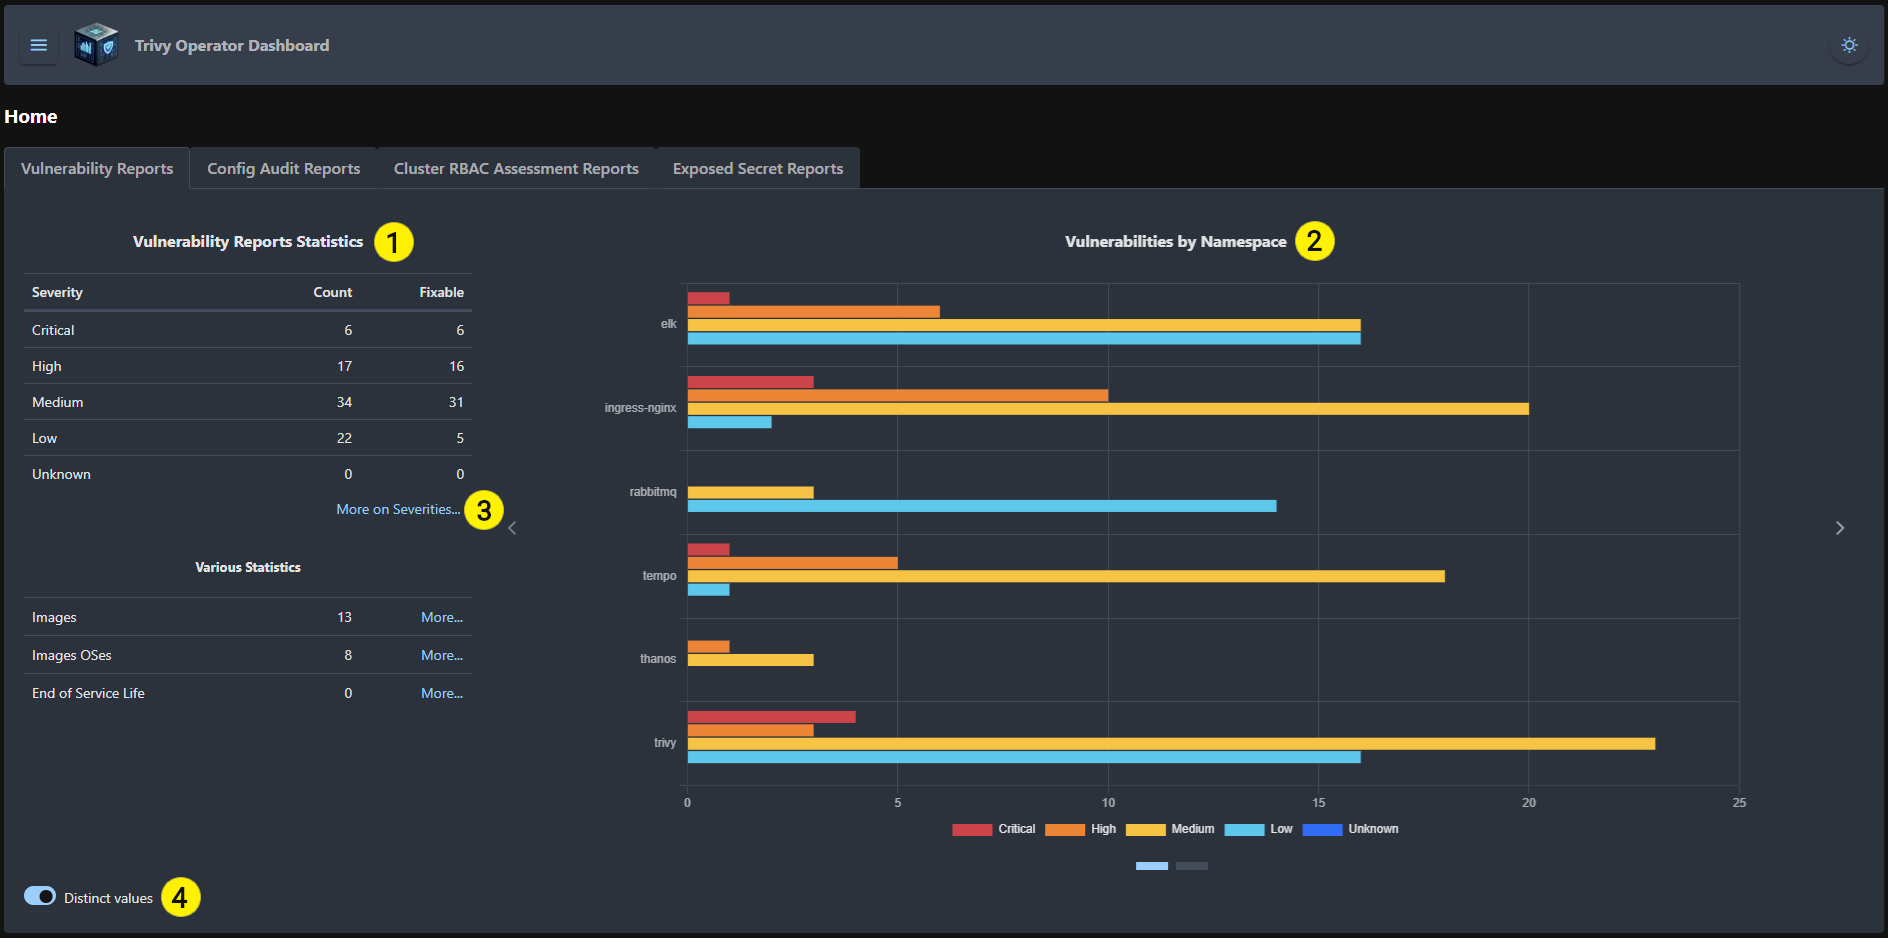 Trivy Operator Dashboard
Home
Vulnerability Reports
Config Audit Reports
Cluster RBAC Assessment Reports
Exposed Secret Reports
Vulnerability Reports Statistics 1
Severity Count Fixable
Critical 6 6
High 17 16
Medium 34 31
Low 22 5
Unknown 0 0
More on Severities... 3
Various Statistics
Images 13 More...
Images OSes 8 More...
End of Service Life 0 More...
Distinct values 4
Vulnerabilities by Namespace 2
elk
ingress-nginx
rabbitmq
tempo
thanos
trivy
0 5 10 15 20 25
Critical High Medium Low Unknown